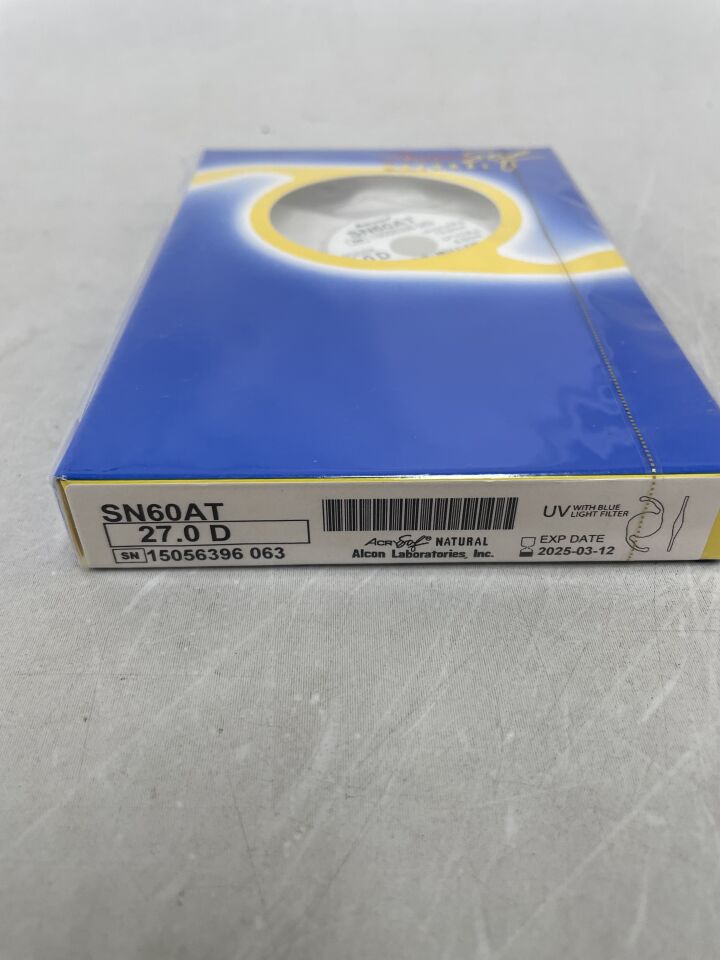 SN60AT
SN60AT
27.0 D
SN 15056396 063
ACRYSof® NATURAL
Alcon Laboratories, Inc.
UV WITH BLUE
LIGHT FILTER
EXP DATE
2025-03-12